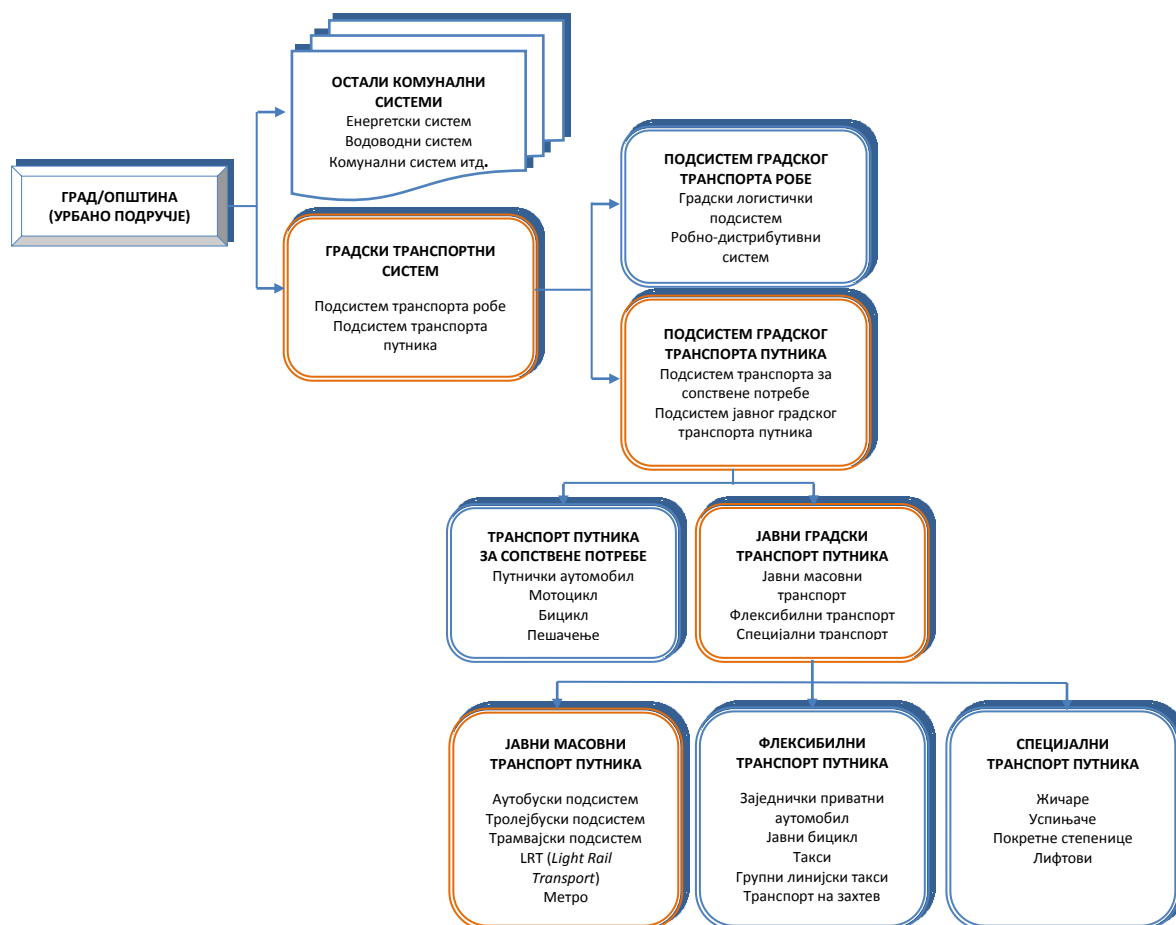 ОСТАЛИ КОМУНАЛНИ
СИСТЕМИ
Енергетски систем
Водоводни систем
Комунални систем итд.
ГРАД/ОПШТИНА
(УРБАНО ПОДРУЧЈЕ)
ГРАДСКИ ТРАНСПОРТНИ
СИСТЕМ
Подсистем транспорта робе
Подсистем транспорта
путника
ПОДСИСТЕМ ГРАДСКОГ
ТРАНСПОРТА РОБЕ
Градски логистички
подсистем
Робно-дистрибутивни
систем
ПОДСИСТЕМ ГРАДСКОГ
ТРАНСПОРТА ПУТНИКА
Подсистем транспорта за
сопствене потребе
Подсистем јавног градског
транспорта путника
ТРАНСПОРТ ПУТНИКА
ЗА СОПСТВЕНЕ ПОТРЕБЕ
Путнички аутомобил
Мотоцикл
Бицикл
Пешачење
ЈАВНИ ГРАДСКИ
ТРАНСПОРТ ПУТНИКА
Јавни масовни
транспорт
Флексибилни транспорт
Специјални транспорт
ЈАВНИ МАСОВНИ
ТРАНСПОРТ ПУТНИКА
Аутобуски подсистем
Тролејбуски подсистем
Трамвајски подсистем
LRT (Light Rail
Transport)
Метро
ФЛЕКСИБИЛНИ
ТРАНСПОРТ ПУТНИКА
Заједнички приватни
аутомобил
Јавни бицикл
Такси
Групни линијски такси
Транспорт на захтев
СПЕЦИЈАЛНИ
ТРАНСПОРТ ПУТНИКА
Жичаре
Успињаче
Покретне степенице
Лифтови